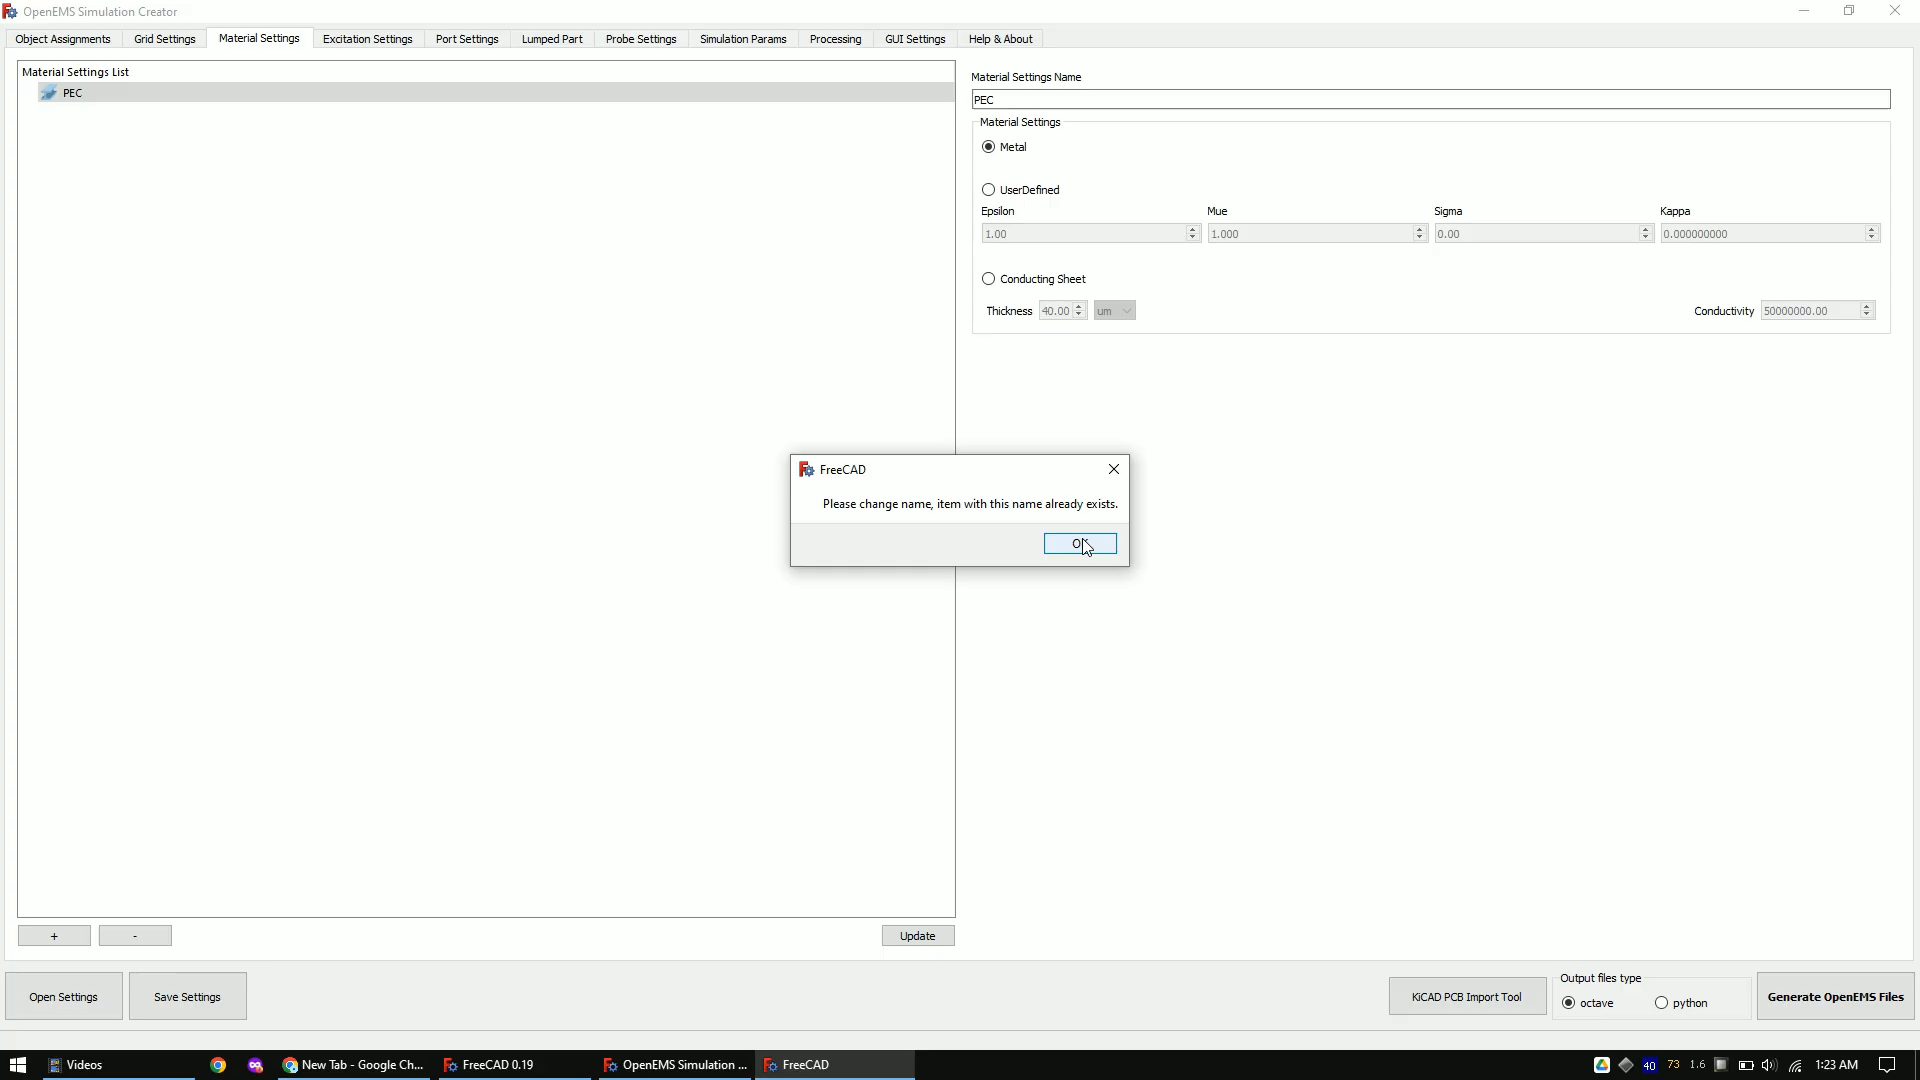 OpenEMS Simulation Creator
Object Assignments
Grid Settings
Material Settings
Excitation Settings
Port Settings
Lumped Part
Probe Settings
Simulation Params
Processing
GUI Settings
Help & About
Material Settings List
PEC
Material Settings Name
PEC
Material Settings
Metal
UserDefined
Epsilon
Mue
Sigma
Kappa
1.00
1.000
0.00
0.000000000
Conducting Sheet
Thickness
40.00
um
Conductivity
50000000.00
FreeCAD
Please change name, item with this name already exists.
+
-
Update
Open Settings
Save Settings
KiCAD PCB Import Tool
Output files type
octave
python
Generate OpenEMS Files
Videos
New Tab - Google Ch...
FreeCAD 0.19
OpenEMS Simulation ...
FreeCAD
40
73
1.6
1:23 AM